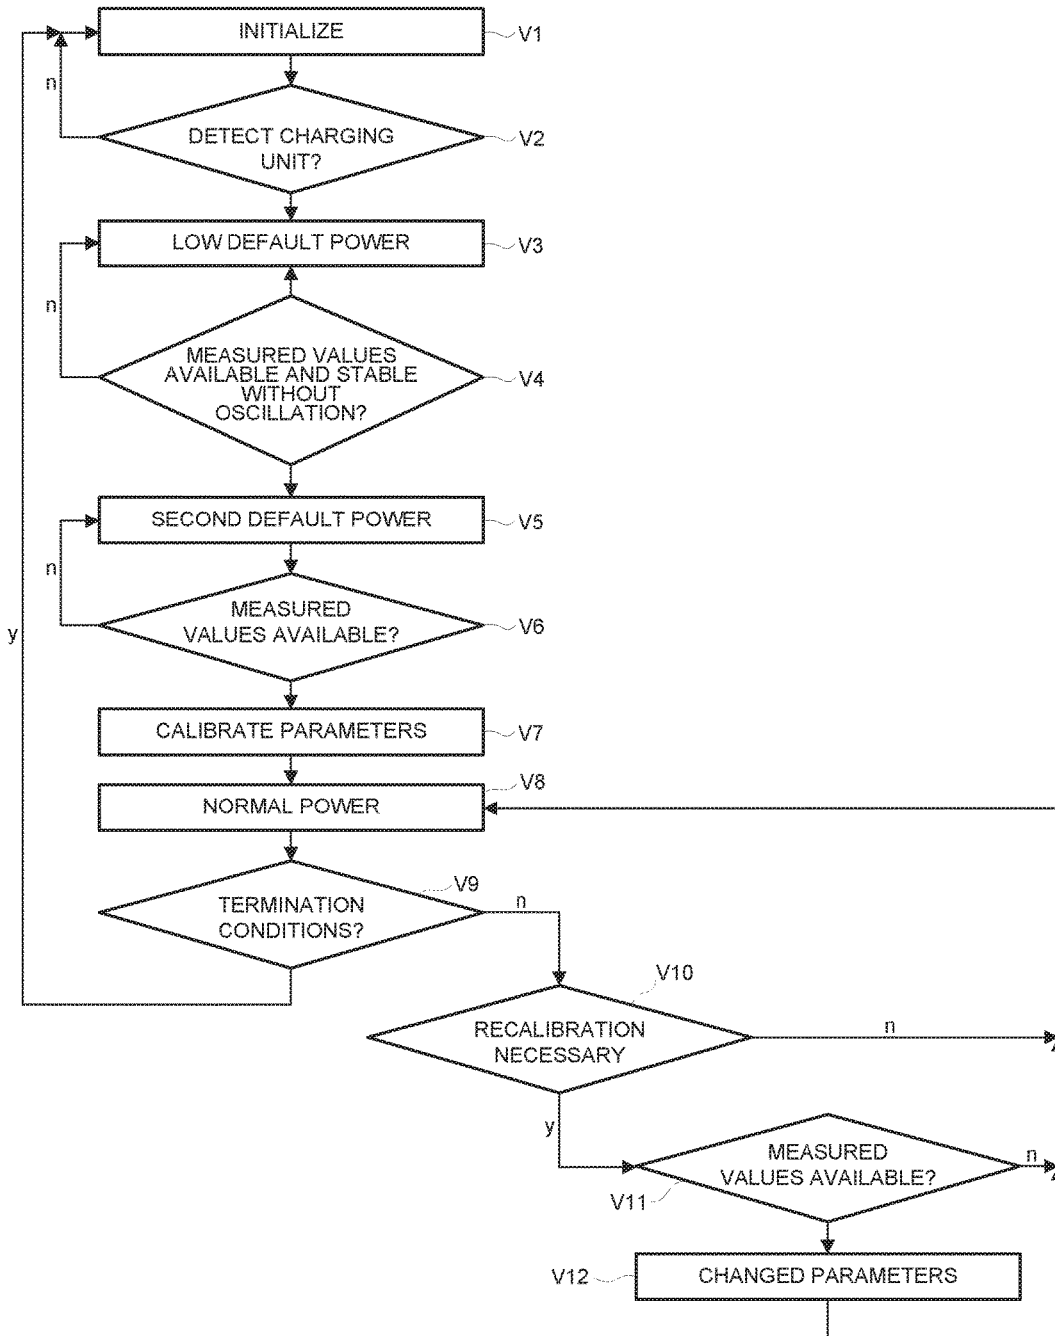 INITIALIZE
V1
n
DETECT CHARGING
UNIT?
V2
LOW DEFAULT POWER
V3
n
MEASURED VALUES
AVAILABLE AND STABLE
WITHOUT
OSCILLATION?
V4
SECOND DEFAULT POWER
V5
n
MEASURED
VALUES AVAILABLE?
V6
y
CALIBRATE PARAMETERS
V7
NORMAL POWER
V8
TERMINATION
CONDITIONS?
V9
n
V10
RECALIBRATION
NECESSARY
n
y
MEASURED
VALUES AVAILABLE?
n
V11
V12
CHANGED PARAMETERS